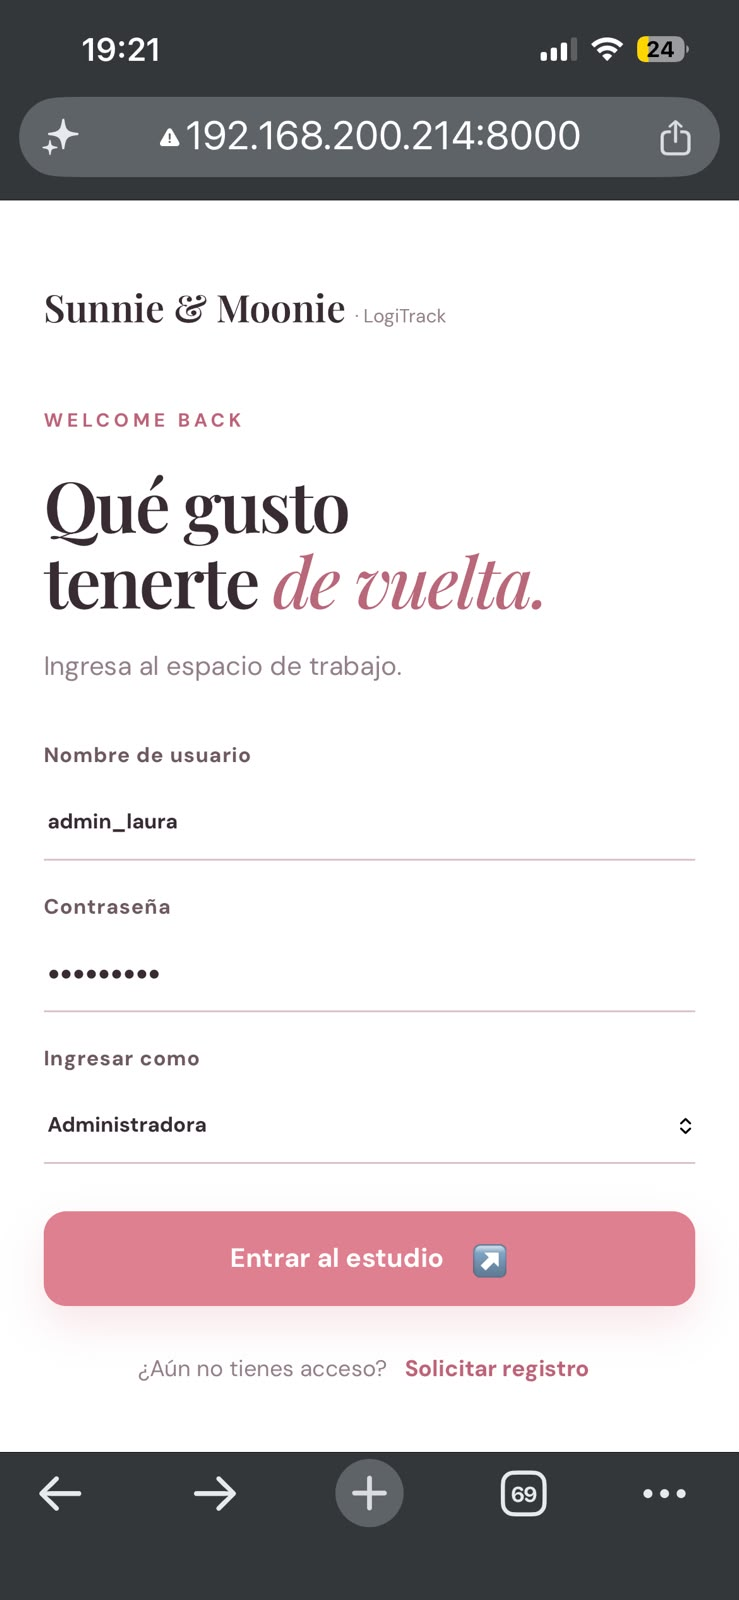 19:21
24
192.168.200.214:8000
Sunnie & Moonie · LogiTrack
WELCOME BACK
Qué gusto
tenerte de vuelta.
Ingresa al espacio de trabajo.
Nombre de usuario
admin_laura
Contraseña
•••••••••
Ingresar como
Administradora
Entrar al estudio ↗
¿Aún no tienes acceso? Solicitar registro
69